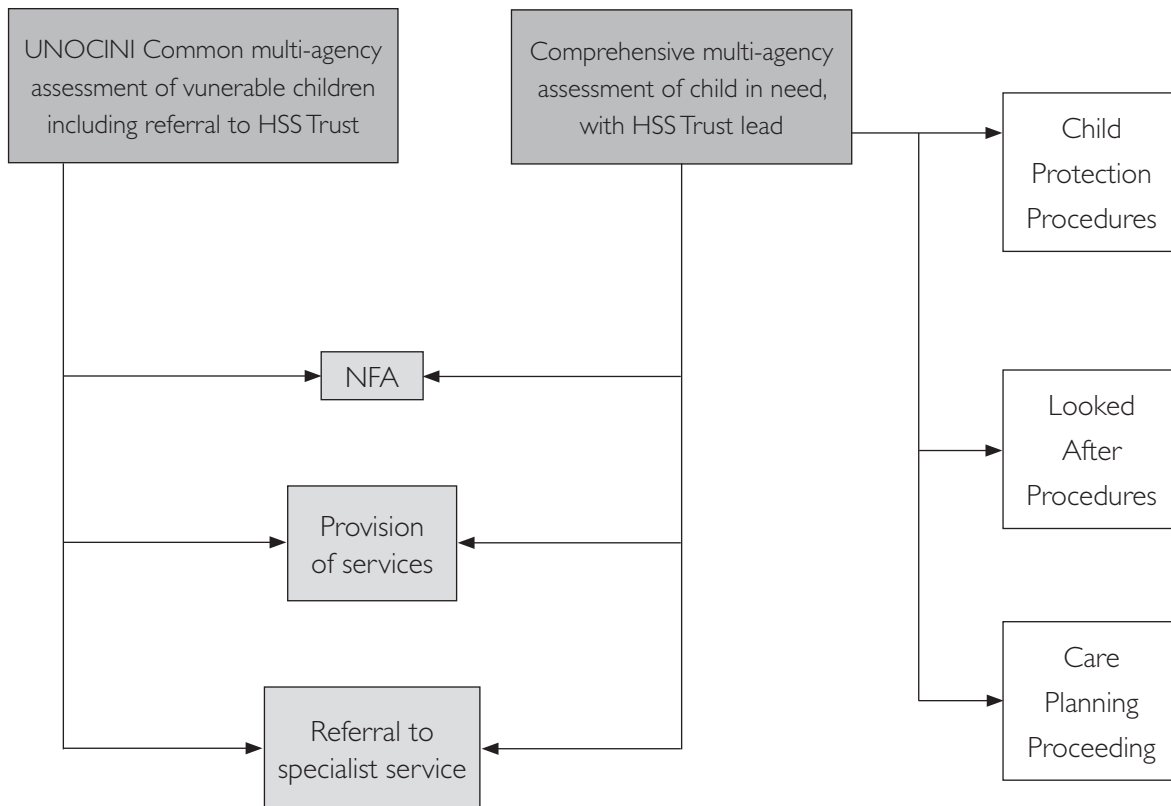 UNOCINI Common multi-agency
assessment of vunerable children
including referral to HSS Trust
Comprehensive multi-agency
assessment of child in need,
with HSS Trust lead
Child
Protection
Procedures
NFA
Looked
After
Procedures
Provision
of services
Care
Planning
Proceeding
Referral to
specialist service